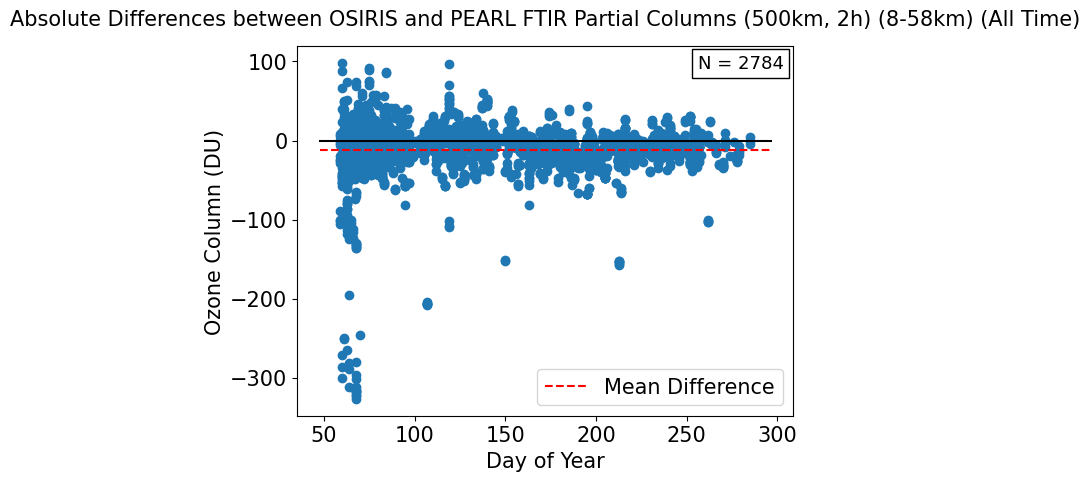 Absolute Differences between OSIRIS and PEARL FTIR Partial Columns (500km, 2h) (8-58km) (All Time)
N = 2784
100
0
−100
−200
−300
Ozone Column (DU)
Mean Difference
50 100 150 200 250 300
Day of Year